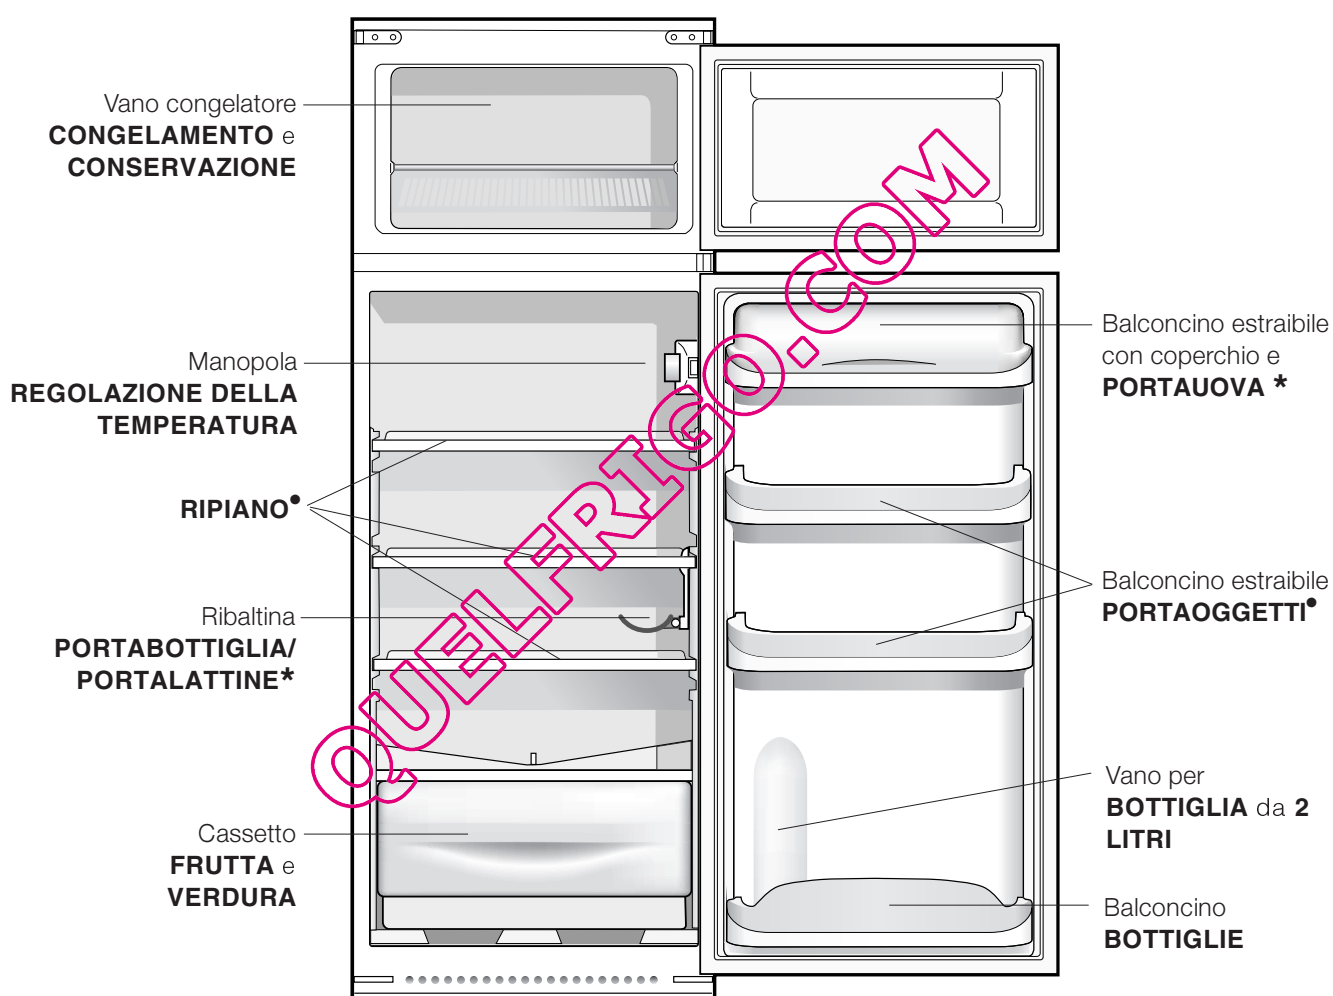 Vano congelatore
CONGELAMENTO e
CONSERVAZIONE
Manopola
REGOLAZIONE DELLA
TEMPERATURA
RIPIANO•
Ribaltina
PORTABOTTIGLIA/
PORTALATTINE*
Cassetto
FRUTTA e
VERDURA
Balconcino estraibile
con coperchio e
PORTAUOVA *
Balconcino estraibile
PORTAOGGETTI•
Vano per
BOTTIGLIA da 2
LITRI
Balconcino
BOTTIGLIE
QUELFRIGO.COM